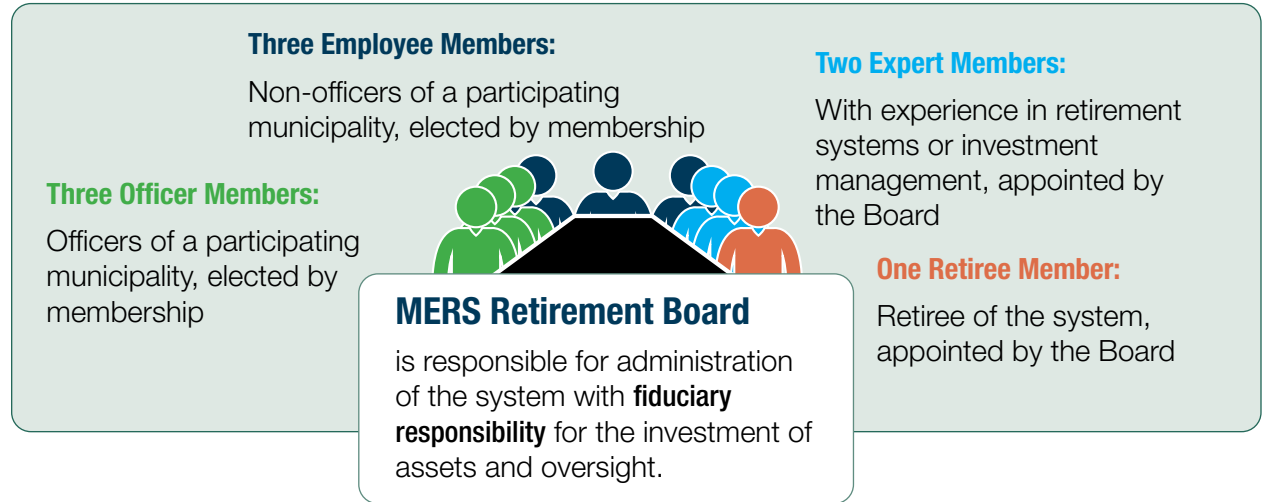 Three Employee Members:
Non-officers of a participating
municipality, elected by membership
Two Expert Members:
With experience in retirement
systems or investment
management, appointed by
the Board
Three Officer Members:
Officers of a participating
municipality, elected by
membership
One Retiree Member:
Retiree of the system,
appointed by the Board
MERS Retirement Board
is responsible for administration
of the system with fiduciary
responsibility for the investment of
assets and oversight.